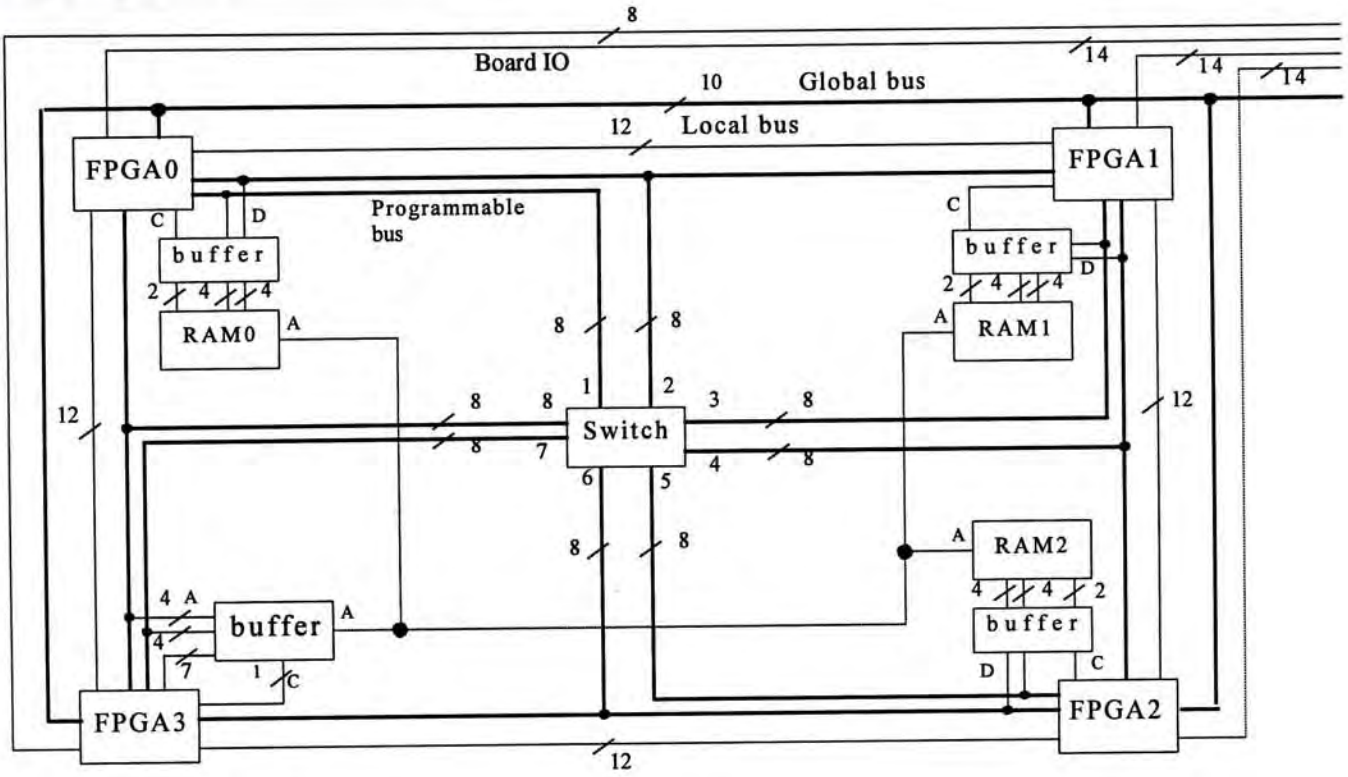 8
Board IO
14
14
14
10
Global bus
12
Local bus
FPGA0
FPGA1
C
D
Programmable
bus
C
buffer
buffer
D
2
4
4
2
4
4
RAM0
A
A
RAM1
8
8
1
2
12
8
8
3
8
12
Switch
8
7
4
8
6
5
8
8
A
RAM2
4
A
4
4
2
buffer
A
buffer
4
7
1
C
D
C
FPGA3
FPGA2
12